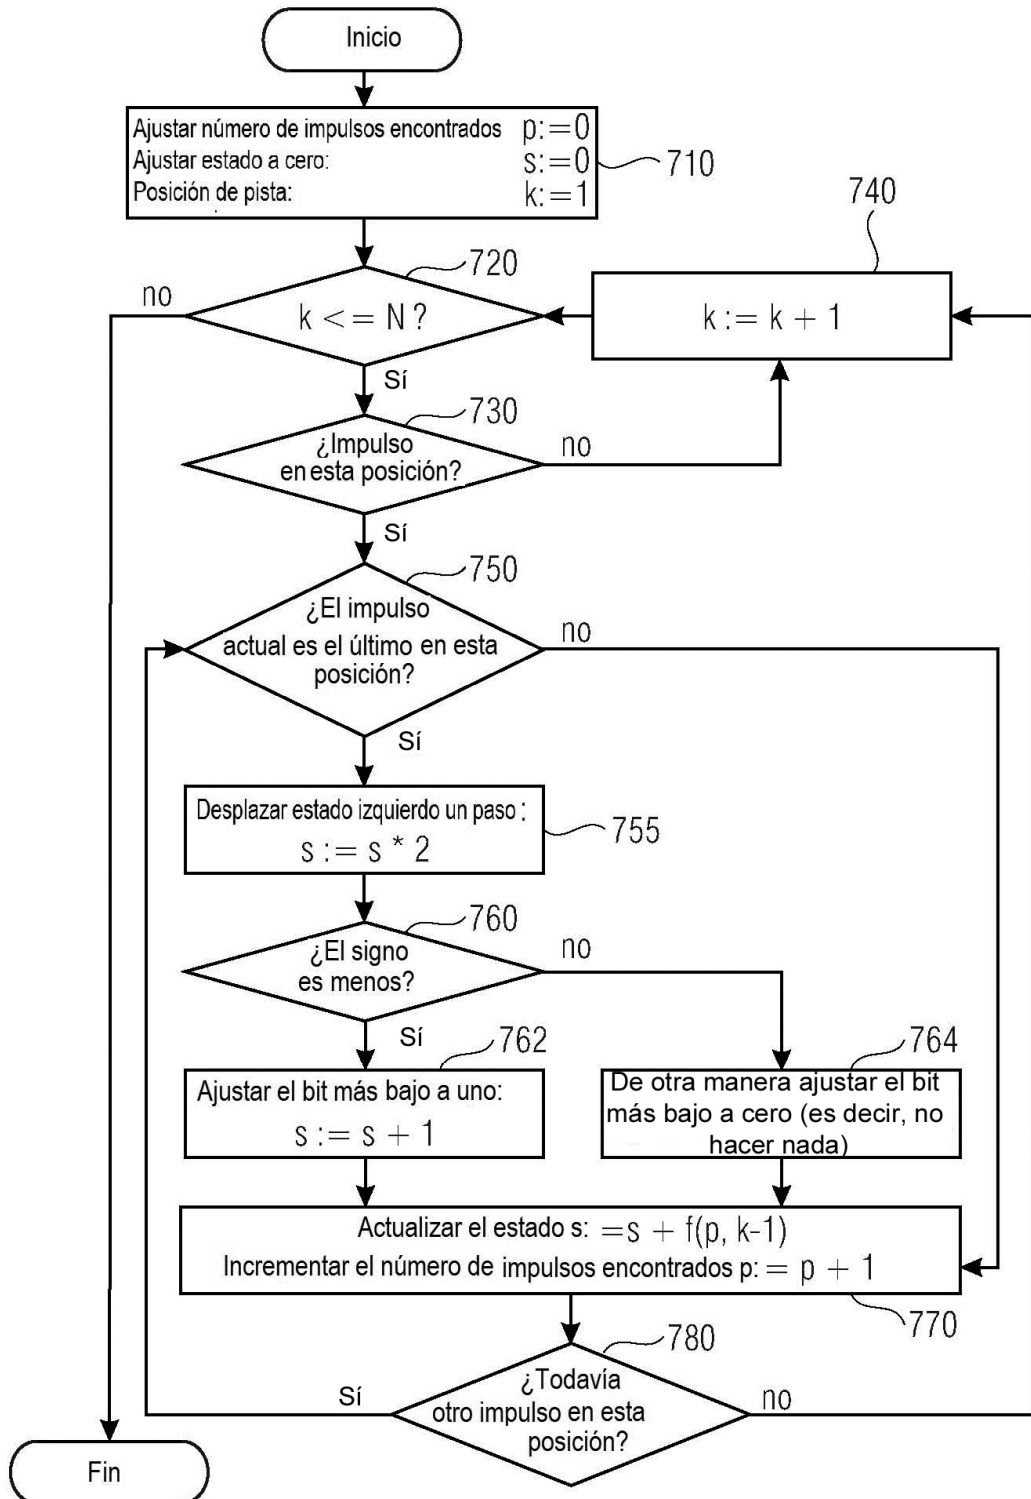 Inicio
Ajustar número de impulsos encontrados p:=0
Ajustar estado a cero: s:=0
Posición de pista: k:=1
710
740
720
no
k <= N ?
k := k + 1
Sí
730
¿Impulso
en esta posición?
no
Sí
750
¿El impulso
actual es el último en esta
posición?
no
Sí
Desplazar estado izquierdo un paso :
s := s * 2
755
760
¿El signo
es menos?
no
Sí
762
764
Ajustar el bit más bajo a uno:
s := s + 1
De otra manera ajustar el bit
más bajo a cero (es decir, no
hacer nada)
Actualizar el estado s: =s + f(p, k-1)
Incrementar el número de impulsos encontrados p: = p + 1
770
780
Sí
¿Todavía
otro impulso en esta
posición?
no
Fin